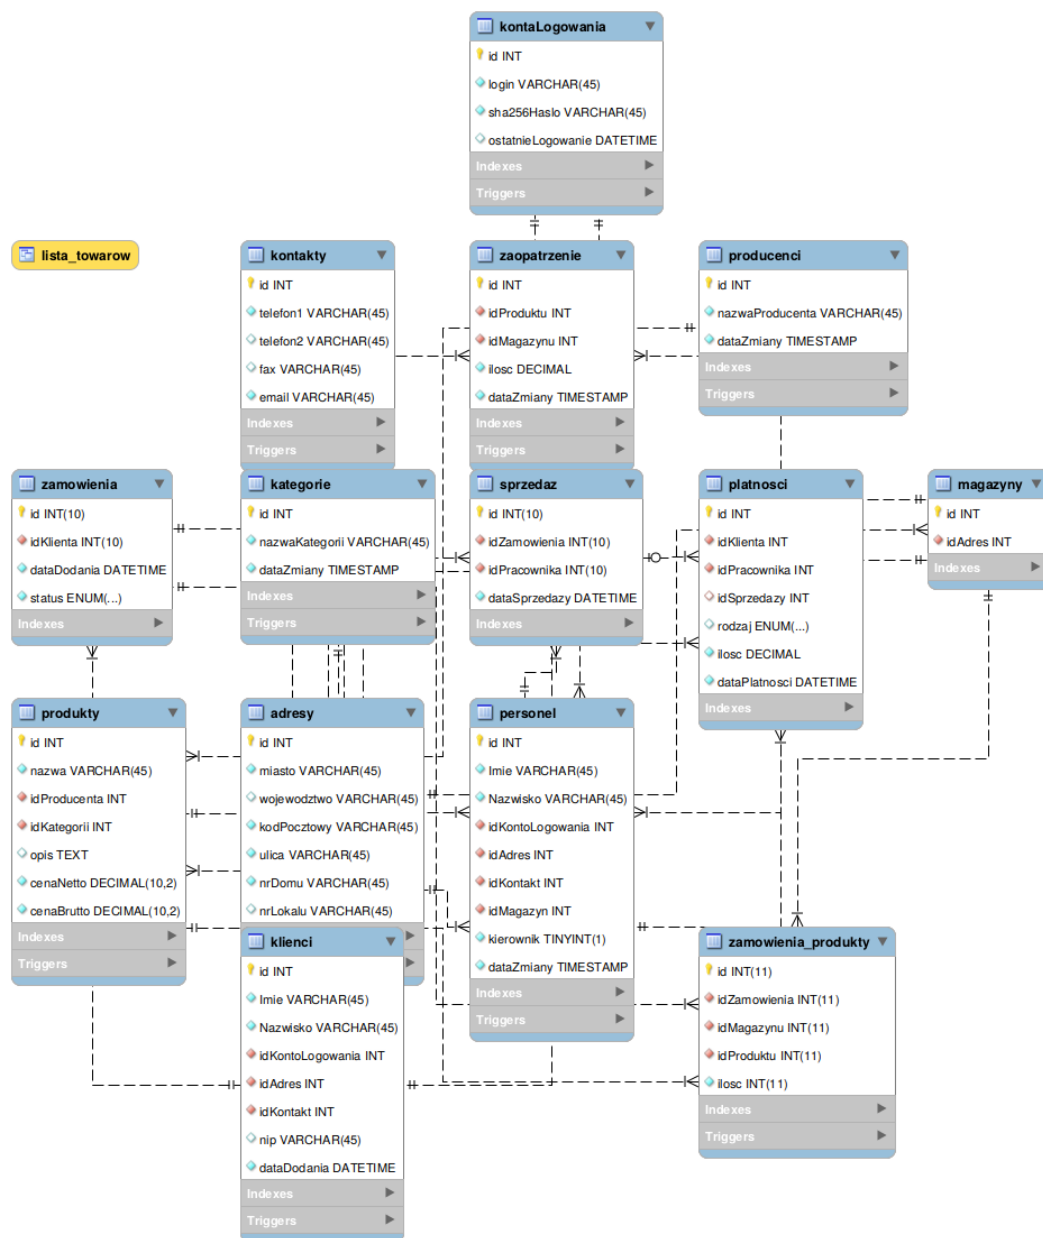 kontaLogowania
id INT
login VARCHAR(45)
sha256Haslo VARCHAR(45)
ostatnieLogowanie DATETIME
Indexes
Triggers
lista_towarow
kontakty
id INT
telefon1 VARCHAR(45)
telefon2 VARCHAR(45)
fax VARCHAR(45)
email VARCHAR(45)
Indexes
Triggers
zaopatrzenie
id INT
idProduktu INT
idMagazynu INT
ilosc DECIMAL
dataZmiany TIMESTAMP
Indexes
Triggers
producenci
id INT
nazwaProducenta VARCHAR(45)
dataZmiany TIMESTAMP
Indexes
Triggers
zamowienia
id INT(10)
idKlienta INT(10)
dataDodania DATETIME
status ENUM(...)
Indexes
kategorie
id INT
nazwaKategorii VARCHAR(45)
dataZmiany TIMESTAMP
Indexes
Triggers
sprzedaz
id INT(10)
idZamowienia INT(10)
idPracownika INT(10)
dataSprzedazy DATETIME
Indexes
platnosci
id INT
idKlienta INT
idPracownika INT
idSprzedazy INT
rodzaj ENUM(...)
ilosc DECIMAL
dataPlatnosci DATETIME
Indexes
magazyny
id INT
idAdres INT
Indexes
produkty
id INT
nazwa VARCHAR(45)
idProducenta INT
idKategorii INT
opis TEXT
cenaNetto DECIMAL(10,2)
cenaBrutto DECIMAL(10,2)
Indexes
Triggers
adresy
id INT
miasto VARCHAR(45)
wojewodztwo VARCHAR(45)
kodPocztowy VARCHAR(45)
ulica VARCHAR(45)
nrDomu VARCHAR(45)
nrLokalu VARCHAR(45)
personel
id INT
Imie VARCHAR(45)
Nazwisko VARCHAR(45)
idKontoLogowania INT
idAdres INT
idKontakt INT
idMagazyn INT
kierownik TINYINT(1)
dataZmiany TIMESTAMP
Indexes
Triggers
klienci
id INT
Imie VARCHAR(45)
Nazwisko VARCHAR(45)
idKontoLogowania INT
idAdres INT
idKontakt INT
nip VARCHAR(45)
dataDodania DATETIME
Indexes
Triggers
zamowienia_produkty
id INT(11)
idZamowienia INT(11)
idMagazynu INT(11)
idProduktu INT(11)
ilosc INT(11)
Indexes
Triggers